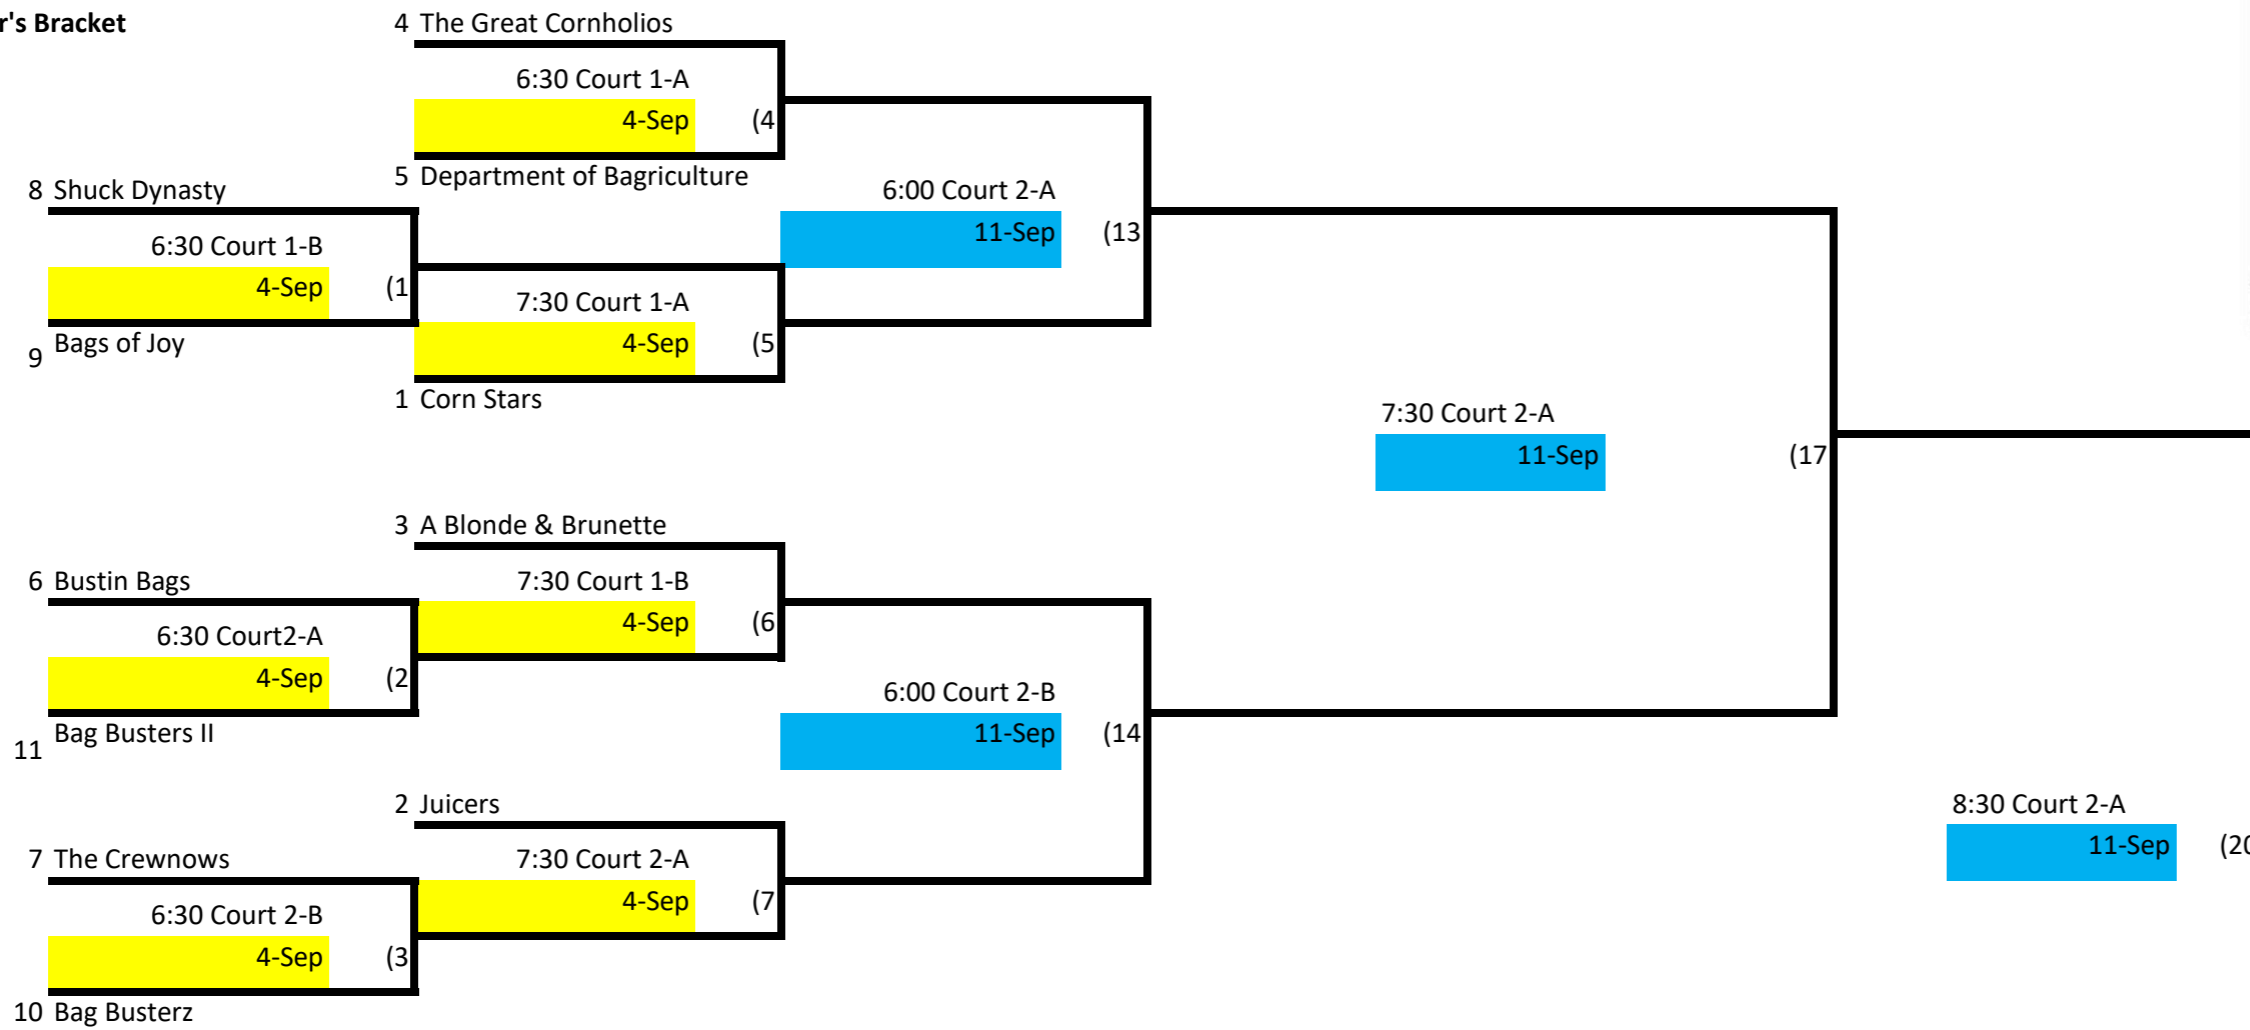 r's Bracket
4 The Great Cornholios
6:30 Court 1-A
4-Sep (4
5 Department of Bagriculture
8 Shuck Dynasty
6:30 Court 1-B
4-Sep (1
9 Bags of Joy
7:30 Court 1-A
4-Sep (5
1 Corn Stars
6:00 Court 2-A
11-Sep (13
7:30 Court 2-A
11-Sep (17
3 A Blonde & Brunette
6 Bustin Bags
7:30 Court 1-B
4-Sep (6
6:30 Court2-A
4-Sep (2
11 Bag Busters II
6:00 Court 2-B
11-Sep (14
2 Juicers
7 The Crewnows
7:30 Court 2-A
4-Sep (7
6:30 Court 2-B
4-Sep (3
10 Bag Busterz
8:30 Court 2-A
11-Sep (20